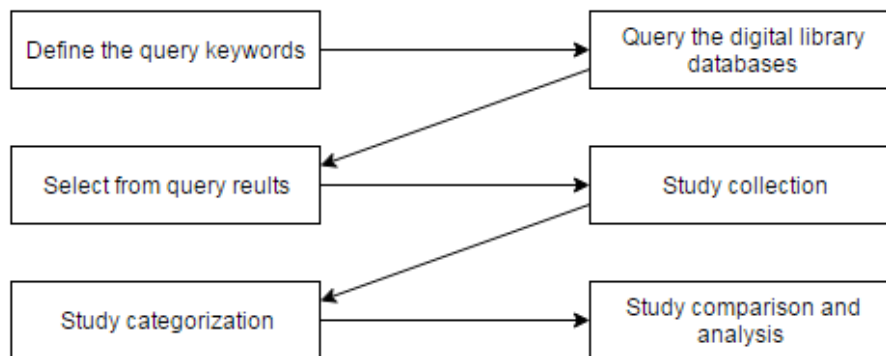 Define the query keywords
Query the digital library
databases
Select from query reults
Study collection
Study categorization
Study comparison and
analysis